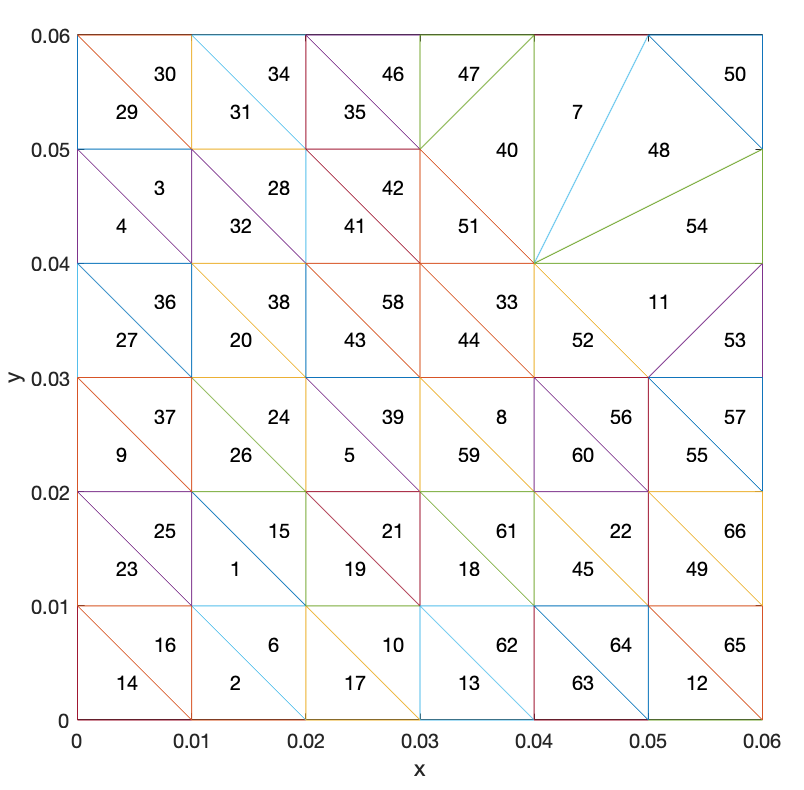 0.06
30 34 46 47 50
29 31 35 7
0.05 40 48
3 28 42
4 32 41 51 54
0.04
36 38 58 33 11
27 20 43 44 52 53
y
0.03
37 24 39 8 56 57
9 26 5 59 60 55
0.02
25 15 21 61 22 66
23 1 19 18 45 49
0.01
16 6 10 62 64 65
14 2 17 13 63 12
0
0 0.01 0.02 0.03 0.04 0.05 0.06
x